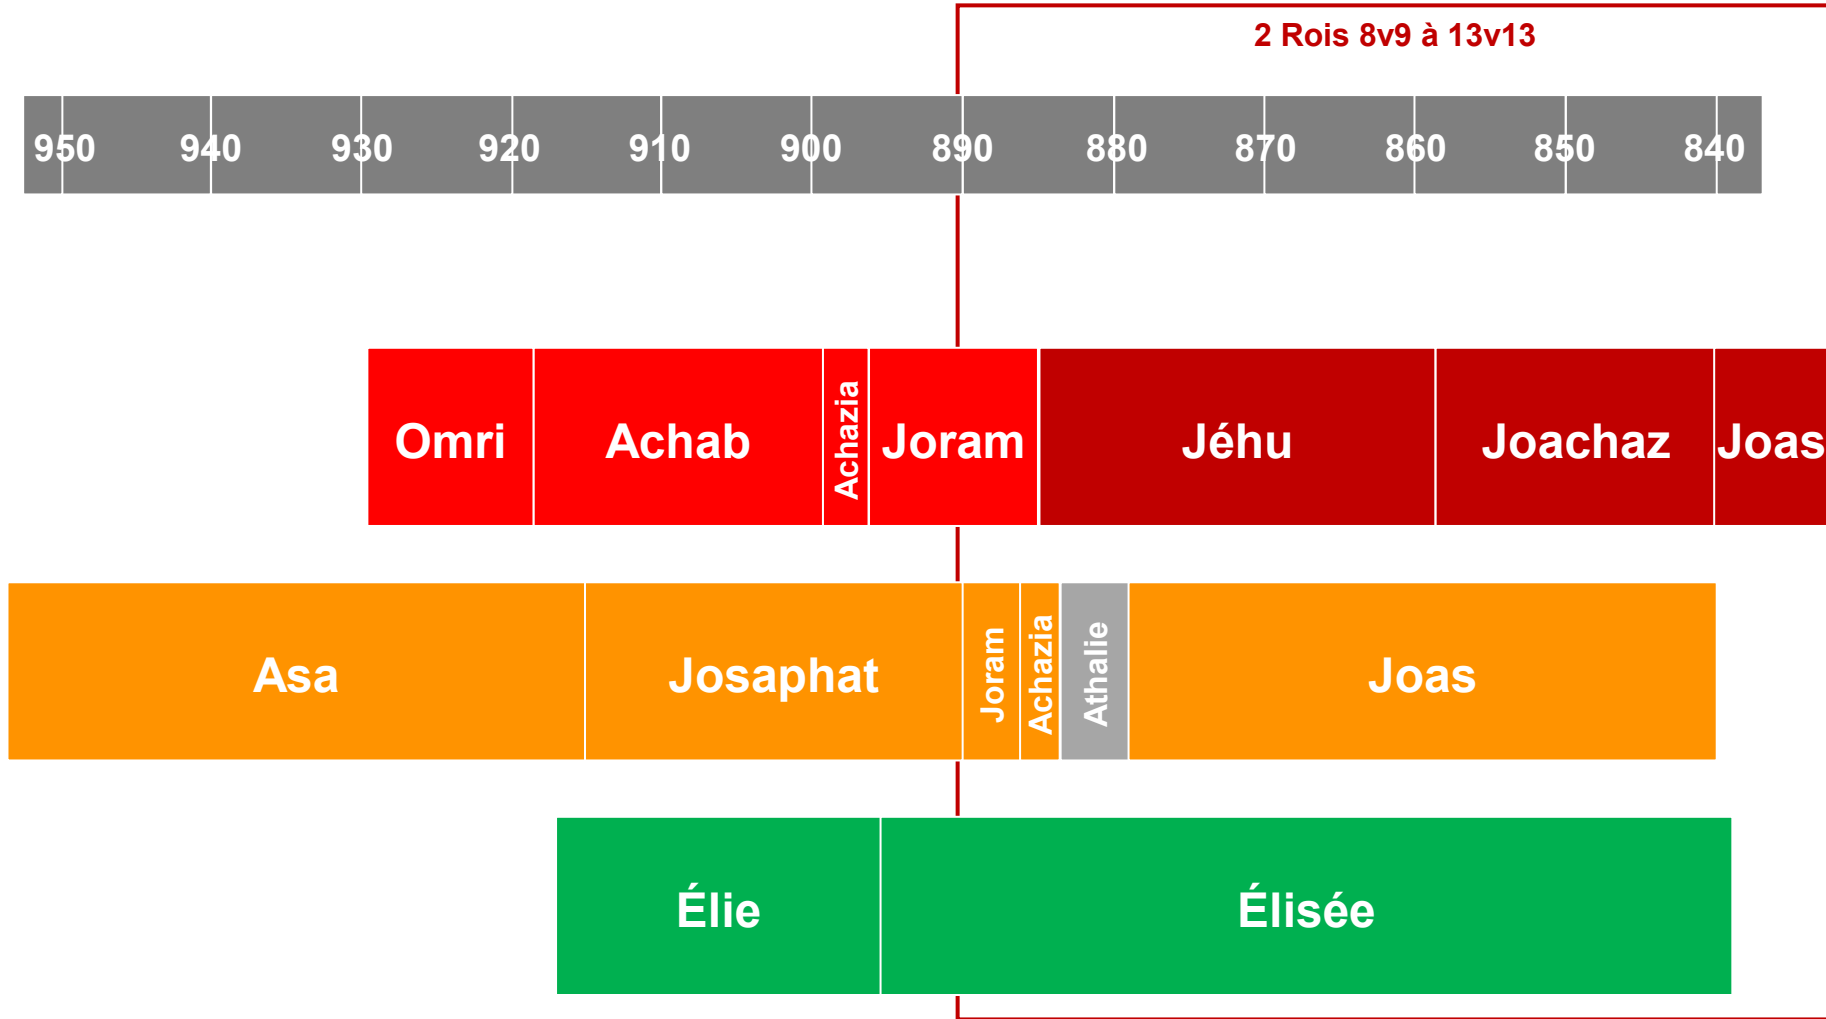 2 Rois 8v9 à 13v13
950 940 930 920 910 900 890 880 870 860 850 840
Omri Achab Achazia Joram Jéhu Joachaz Joas
Asa Josaphat Joram Achazia Athalie Joas
Élie Élisée